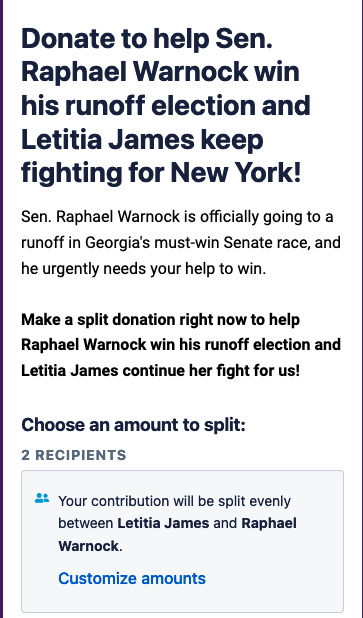 Donate to help Sen.
Raphael Warnock win
his runoff election and
Letitia James keep
fighting for New York!
Sen. Raphael Warnock is officially going to a
runoff in Georgia's must-win Senate race, and
he urgently needs your help to win.
Make a split donation right now to help
Raphael Warnock win his runoff election and
Letitia James continue her fight for us!
Choose an amount to split:
2 RECIPIENTS
Your contribution will be split evenly
between Letitia James and Raphael
Warnock.
Customize amounts